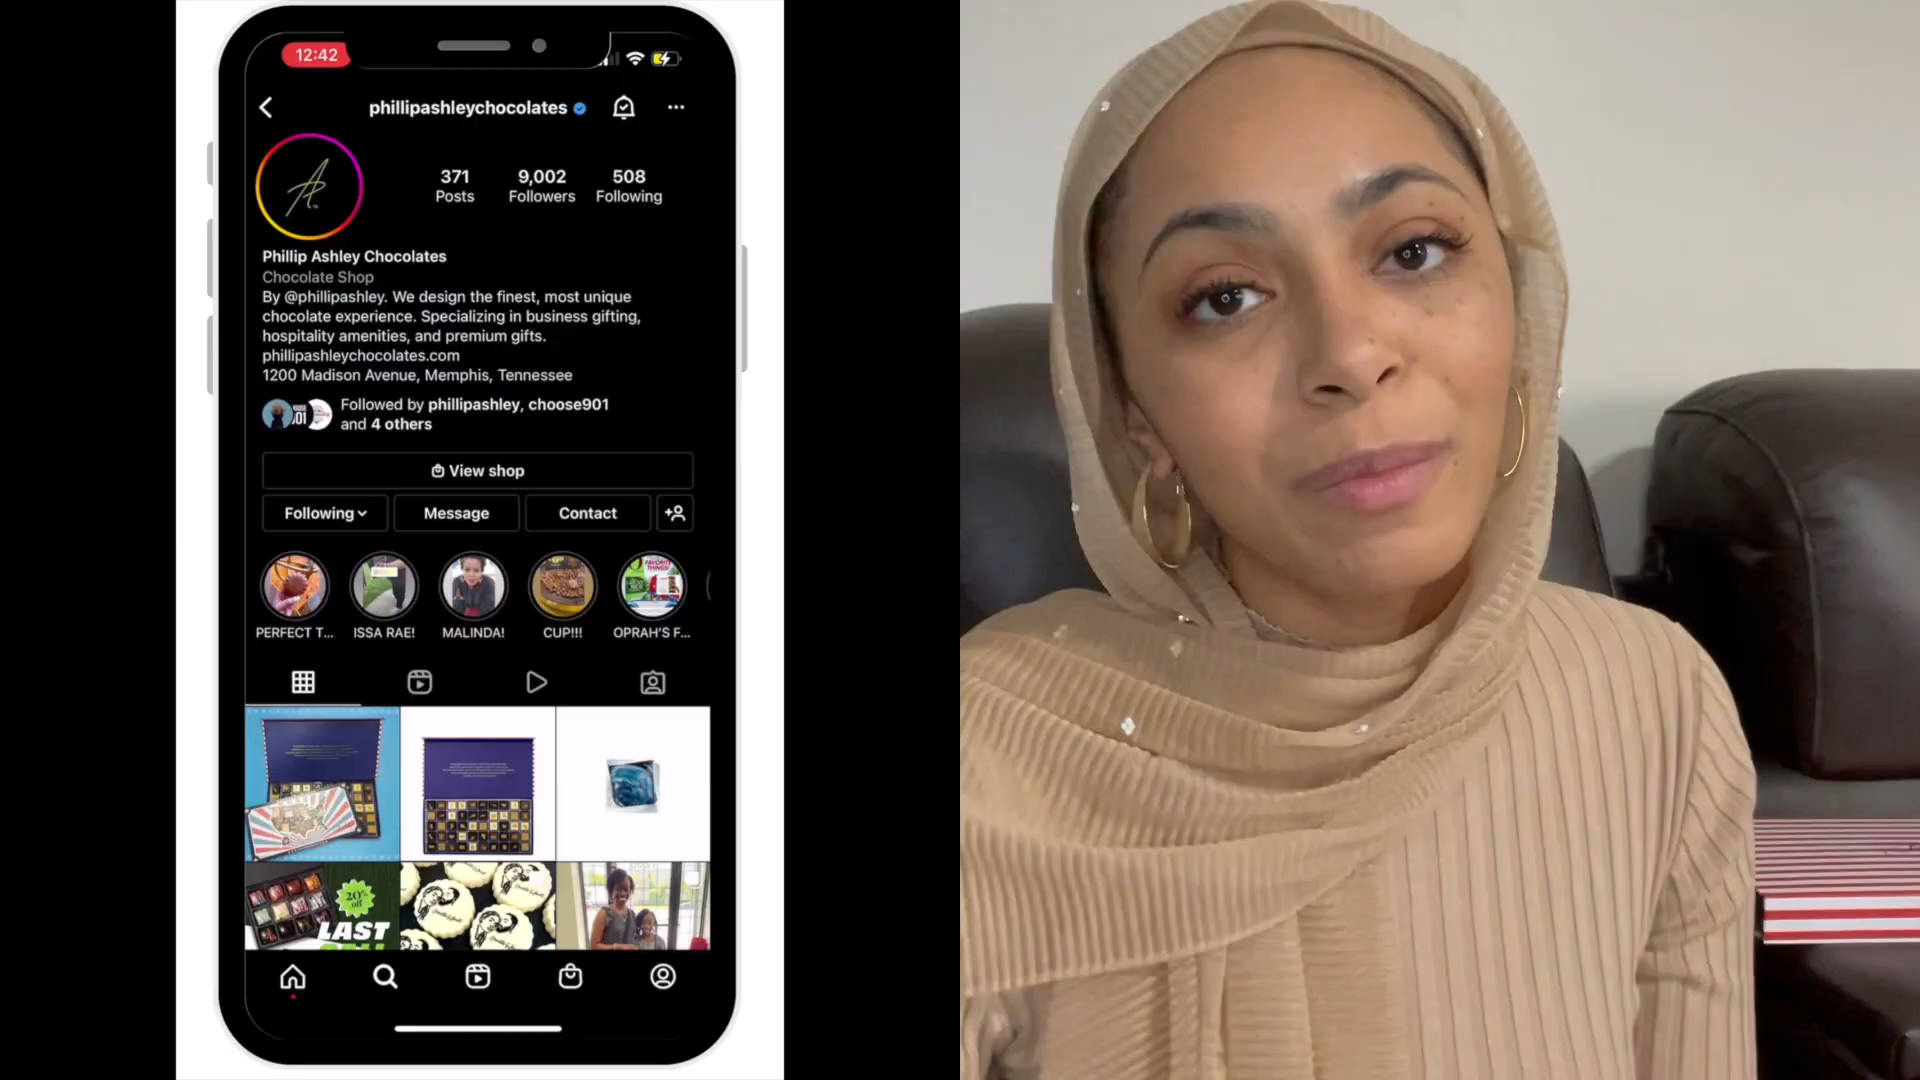 12:42
phillipashleychocolates
371 9,002 508
Posts Followers Following
Phillip Ashley Chocolates
Chocolate Shop
By @phillipashley. We design the finest, most unique
chocolate experience. Specializing in business gifting,
hospitality amenities, and premium gifts.
phillipashleychocolates.com
1200 Madison Avenue, Memphis, Tennessee
Followed by phillipashley, choose901
and 4 others
View shop
Following Message Contact
PERFECT T... ISSA RAE! MALINDA! CUP!!! OPRAH'S F...
20%
off
LAST